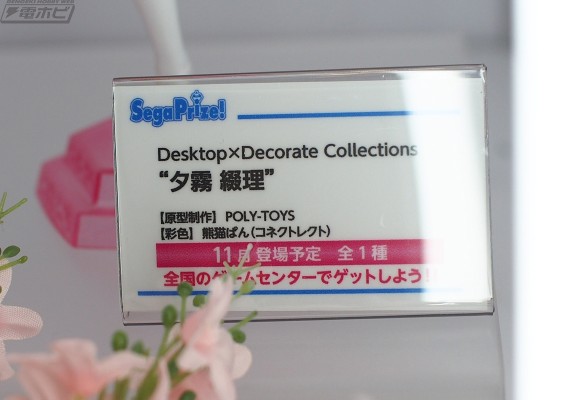 電ホビ
SegaPrize!
Desktop×Decorate Collections
“夕霧 綴理”
【原型制作】 POLY-TOYS
【彩色】 熊猫ぱん（コネクトレクト）
11月登場予定 全1種
全国のゲームセンターでゲットしよう！